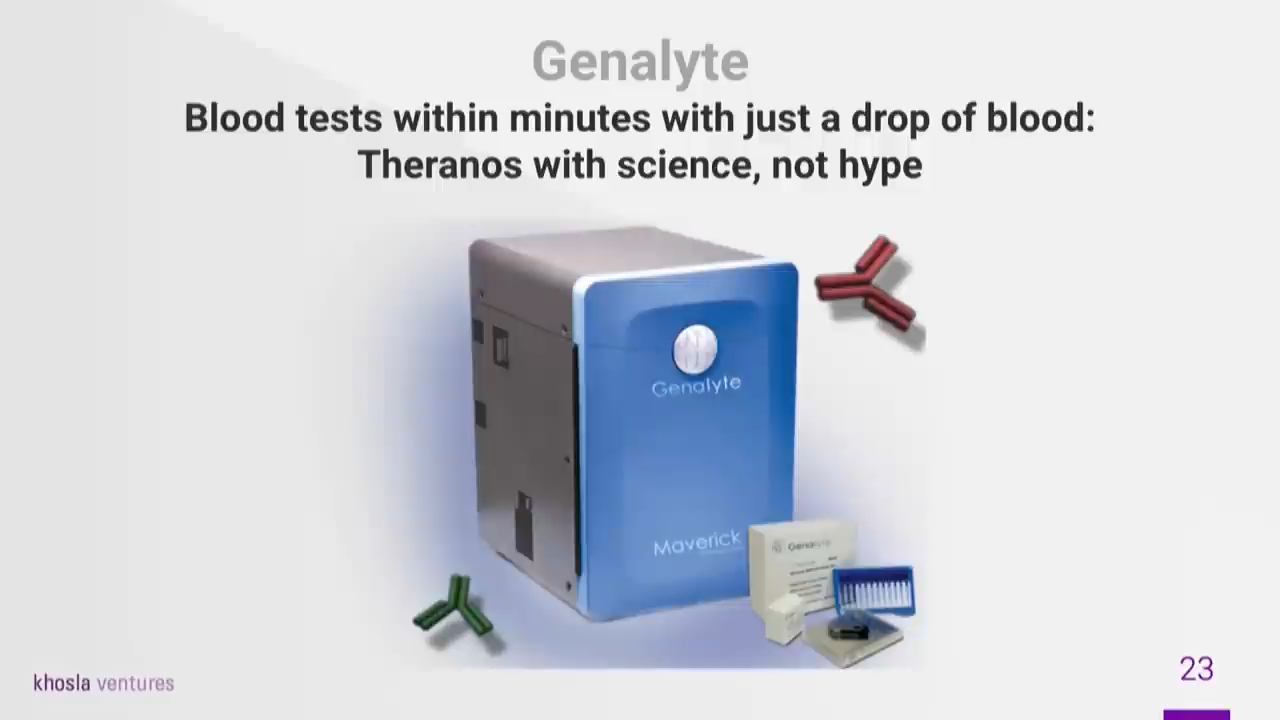 Genalyte
Blood tests within minutes with just a drop of blood:
Theranos with science, not hype
Genalyte
Maverick
Genalyte
khosla ventures
23